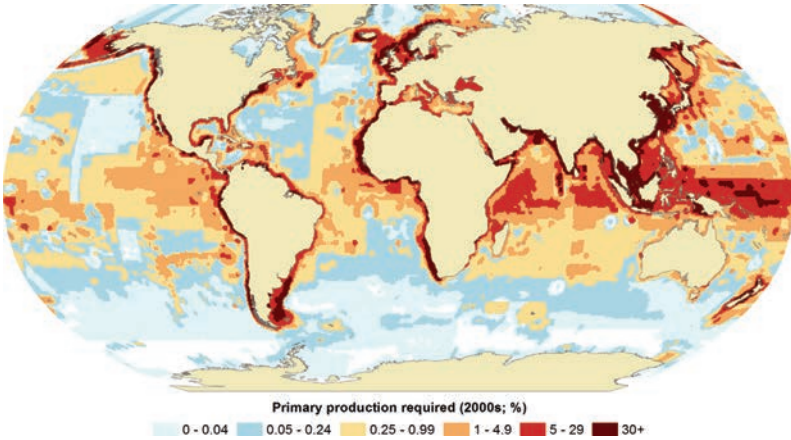 Primary production required (2000s; %)
0 - 0.04 0.05 - 0.24 0.25 - 0.99 1 - 4.9 5 - 29 30+